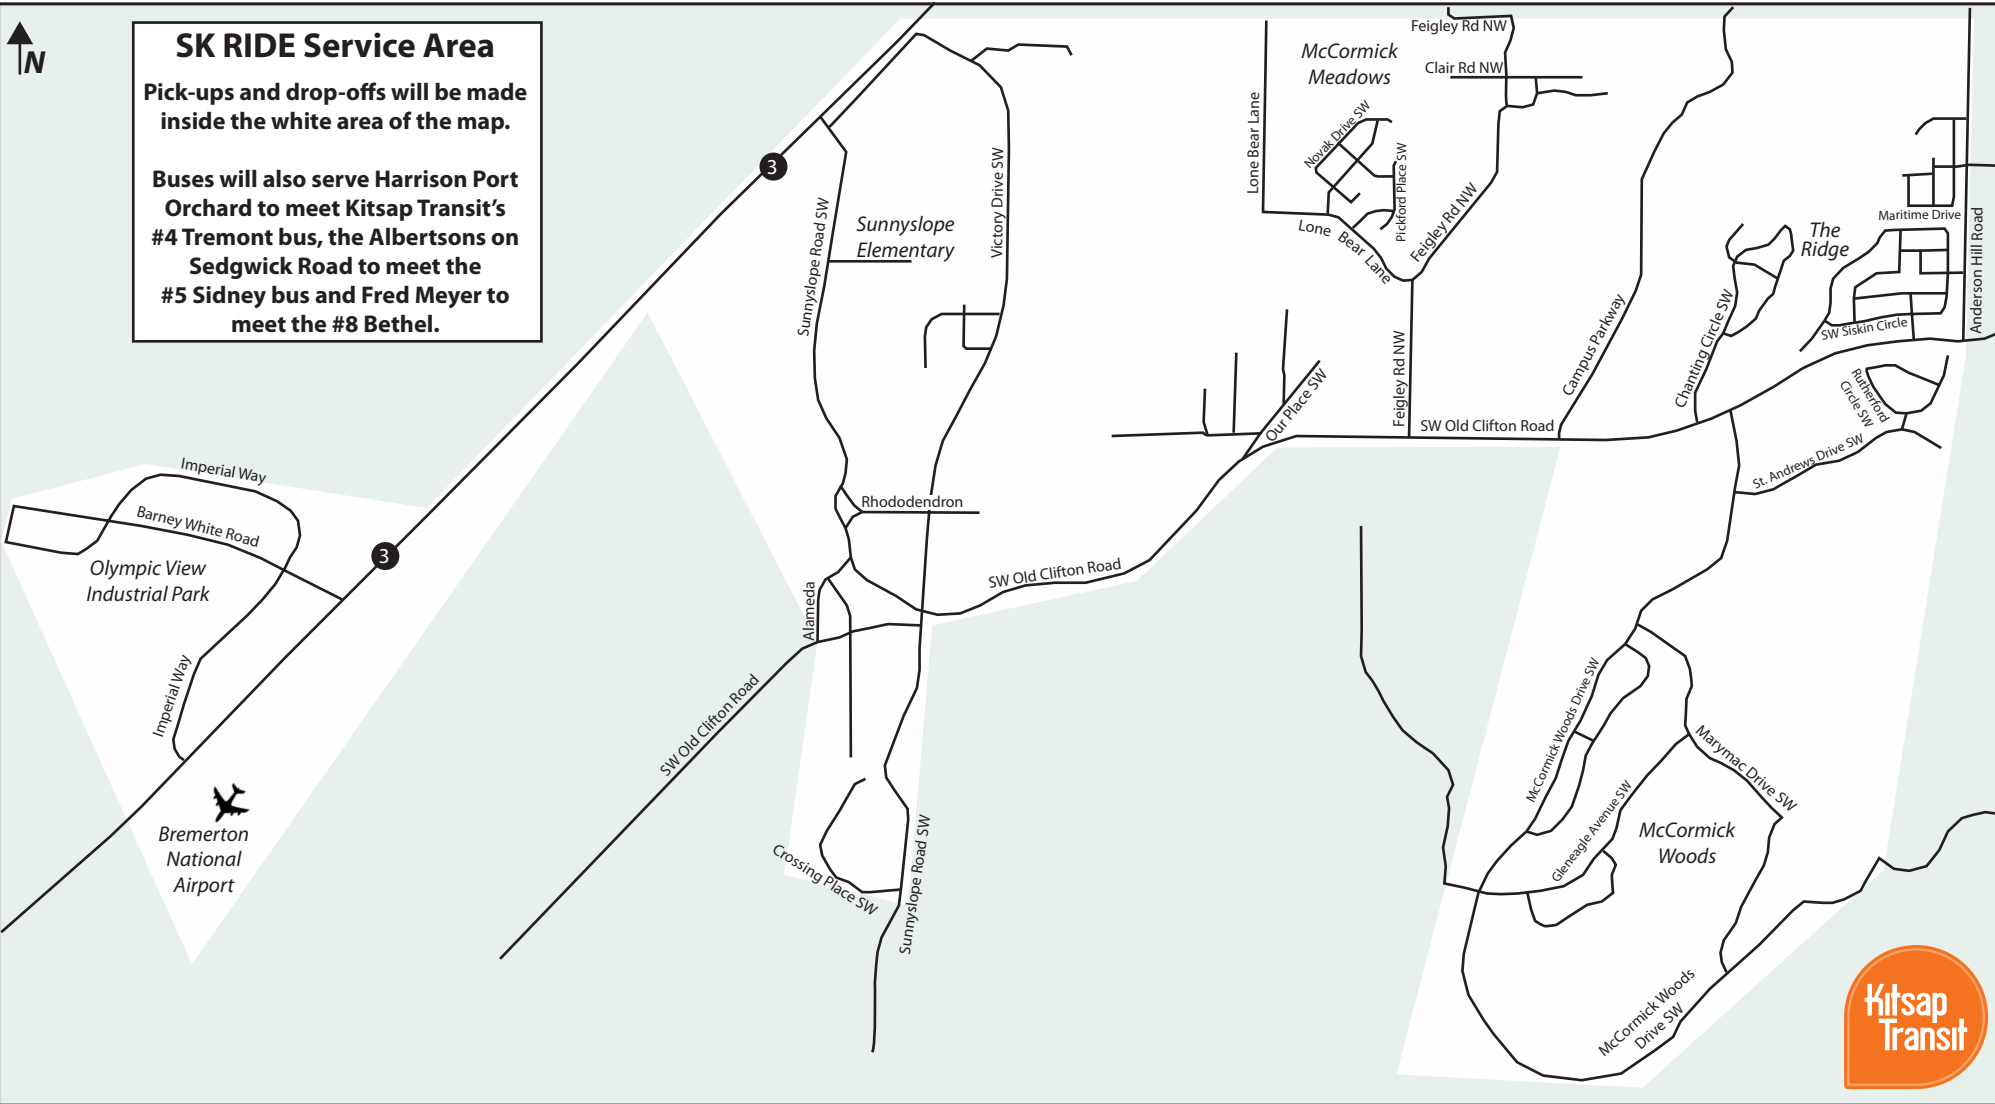 N
SK RIDE Service Area
Pick-ups and drop-offs will be made
inside the white area of the map.
Buses will also serve Harrison Port
Orchard to meet Kitsap Transit’s
#4 Tremont bus, the Albertsons on
Sedgwick Road to meet the
#5 Sidney bus and Fred Meyer to
meet the #8 Bethel.
3
3
Imperial Way
Barney White Road
Olympic View
Industrial Park
Imperial Way
Bremerton
National
Airport
Sunnyslope Road SW
Sunnyslope
Elementary
Victory Drive SW
Rhododendron
Alameda
SW Old Clifton Road
SW Old Clifton Road
Crossing Place SW
Sunnyslope Road SW
Lone Bear Lane
McCormick
Meadows
Feigley Rd NW
Clair Rd NW
Novak Drive SW
Pickford Place SW
Lone Bear Lane
Feigley Rd NW
Feigley Rd NW
Our Place SW
SW Old Clifton Road
Campus Parkway
Chanting Circle SW
The
Ridge
Maritime Drive
Anderson Hill Road
SW Siskin Circle
Rutherford
Circle SW
St. Andrews Drive SW
McCormick Woods Drive SW
Marymac Drive SW
Gleneagle Avenue SW
McCormick
Woods
McCormick Woods
Drive SW
Kitsap
Transit